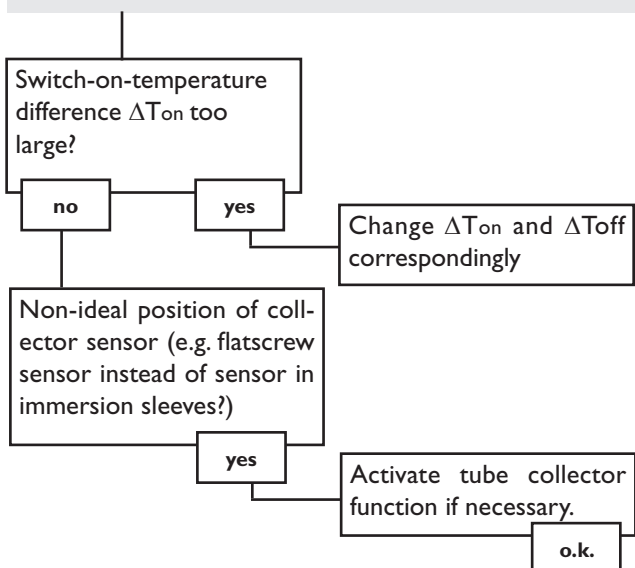 Switch-on-temperature
difference ΔTon too
large?
no
yes
Change ΔTon and ΔToff
correspondingly
Non-ideal position of coll-
ector sensor (e.g. flatscrew
sensor instead of sensor in
immersion sleeves?)
yes
Activate tube collector
function if necessary.
o.k.